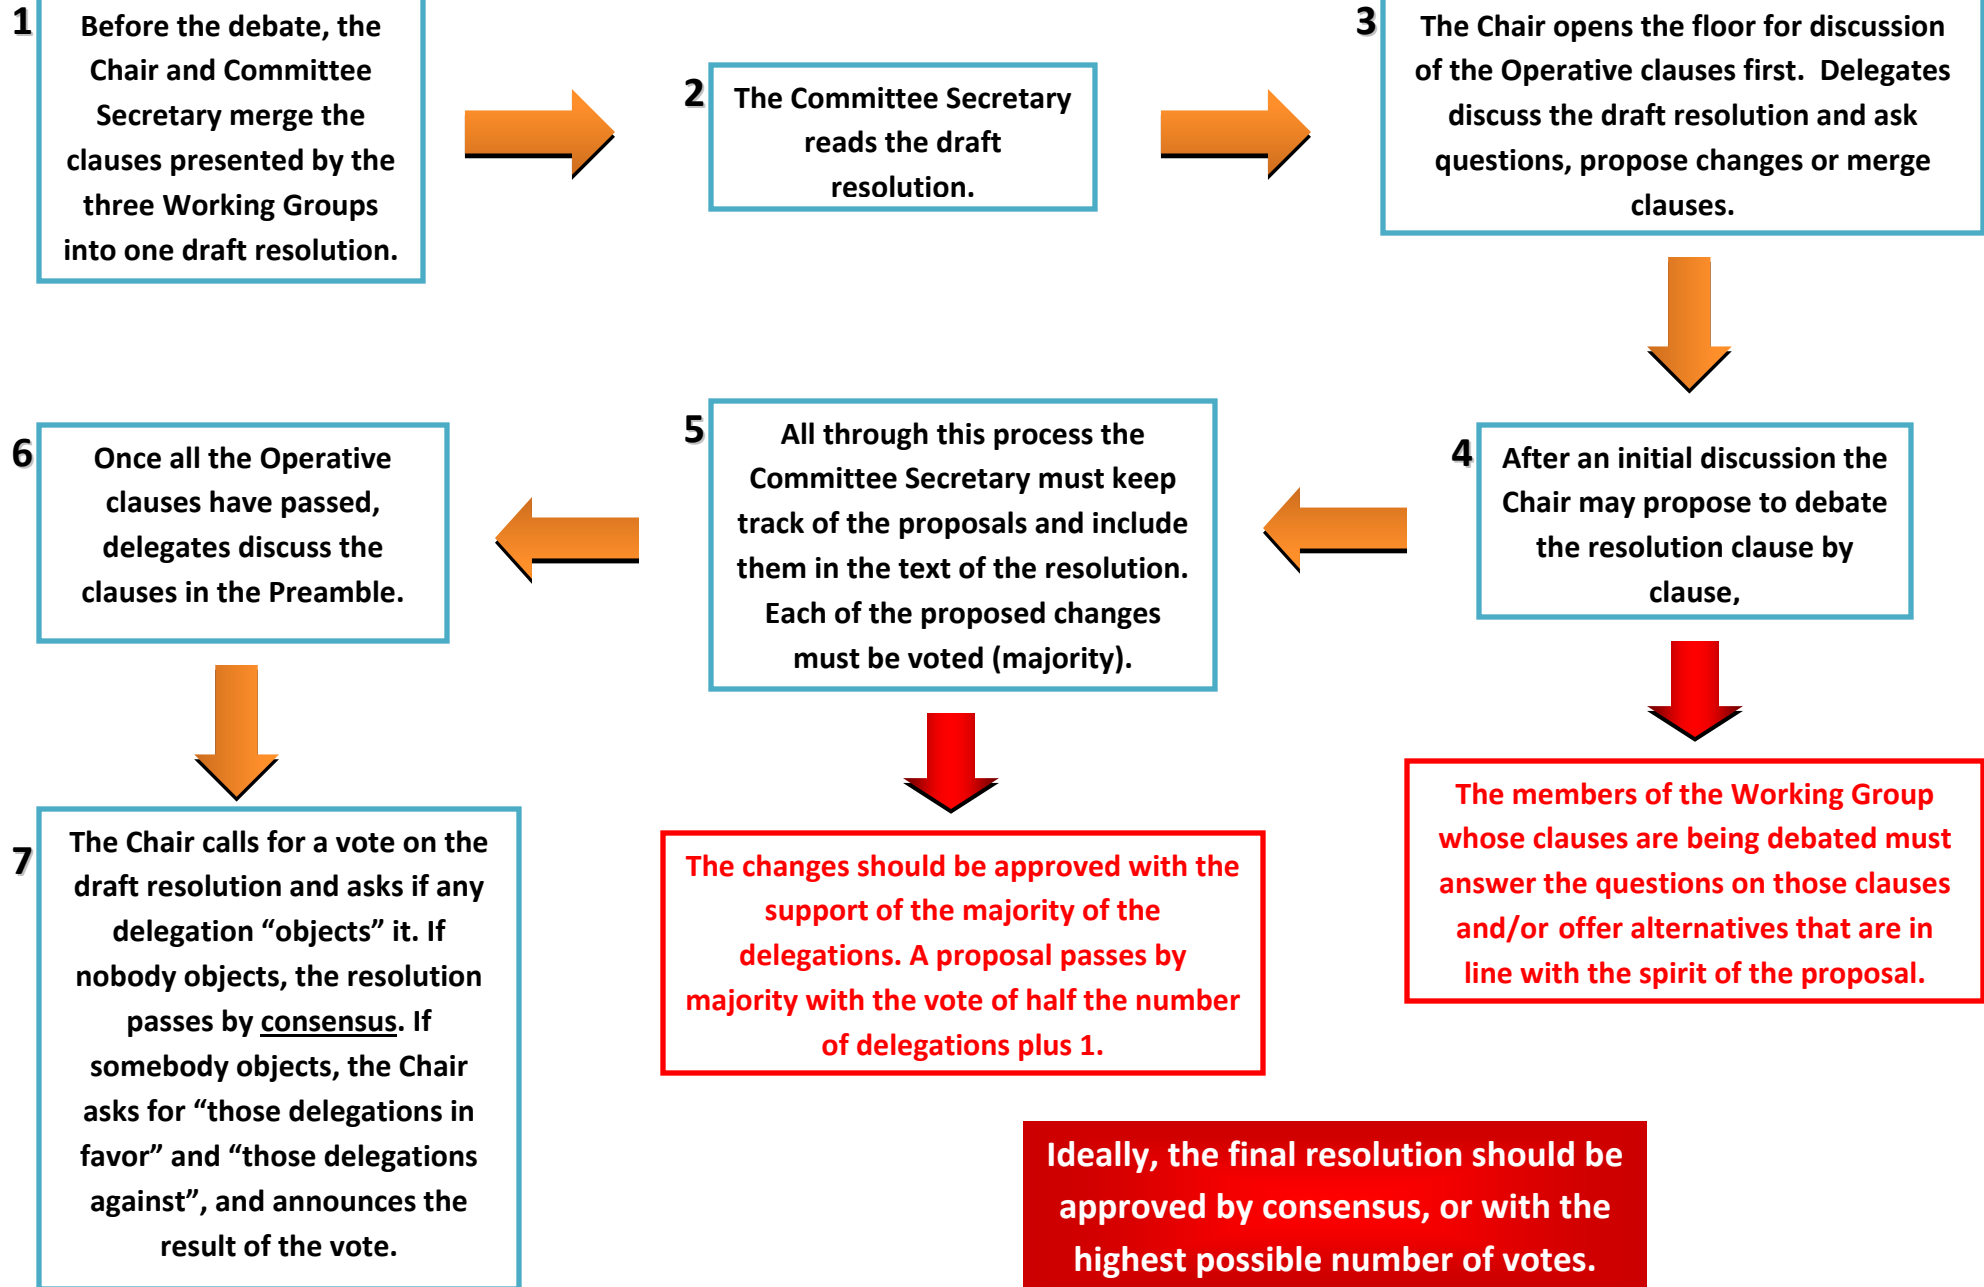 1
Before the debate, the
Chair and Committee
Secretary merge the
clauses presented by the
three Working Groups
into one draft resolution.
2
The Committee Secretary
reads the draft
resolution.
3
The Chair opens the floor for discussion
of the Operative clauses first. Delegates
discuss the draft resolution and ask
questions, propose changes or merge
clauses.
4
After an initial discussion the
Chair may propose to debate
the resolution clause by
clause,
The members of the Working Group
whose clauses are being debated must
answer the questions on those clauses
and/or offer alternatives that are in
line with the spirit of the proposal.
5
All through this process the
Committee Secretary must keep
track of the proposals and include
them in the text of the resolution.
Each of the proposed changes
must be voted (majority).
The changes should be approved with the
support of the majority of the
delegations. A proposal passes by
majority with the vote of half the number
of delegations plus 1.
6
Once all the Operative
clauses have passed,
delegates discuss the
clauses in the Preamble.
7
The Chair calls for a vote on the
draft resolution and asks if any
delegation “objects” it. If
nobody objects, the resolution
passes by consensus. If
somebody objects, the Chair
asks for “those delegations in
favor” and “those delegations
against”, and announces the
result of the vote.
Ideally, the final resolution should be
approved by consensus, or with the
highest possible number of votes.